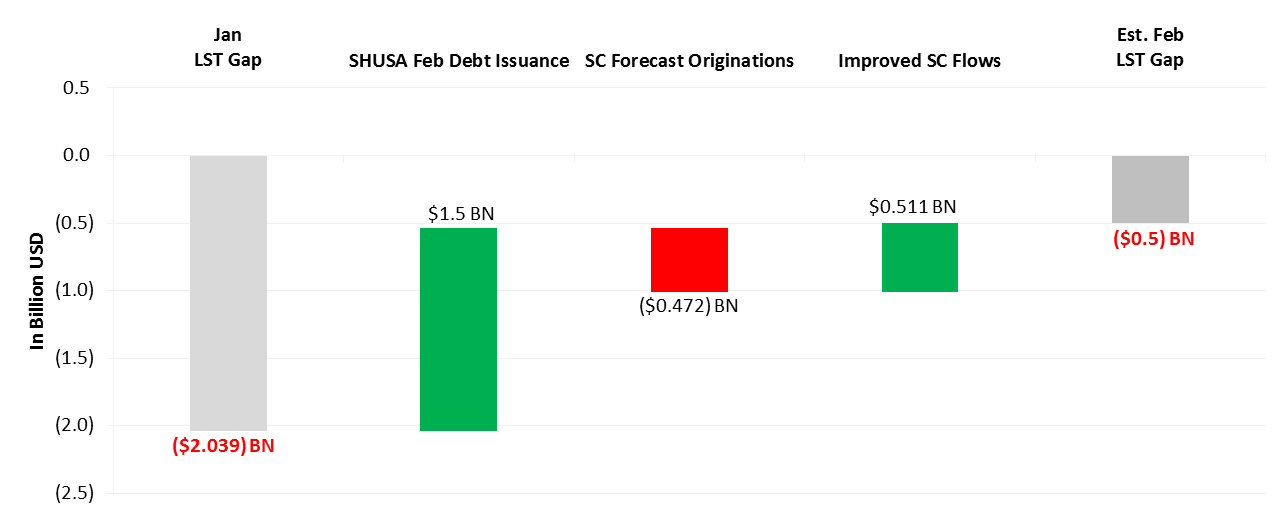 Jan
LST Gap
SHUSA Feb Debt Issuance
SC Forecast Originations
Improved SC Flows
Est. Feb
LST Gap
In Billion USD
0.5
0.0
(0.5)
(1.0)
(1.5)
(2.0)
(2.5)
($2.039) BN
$1.5 BN
($0.472) BN
$0.511 BN
($0.5) BN